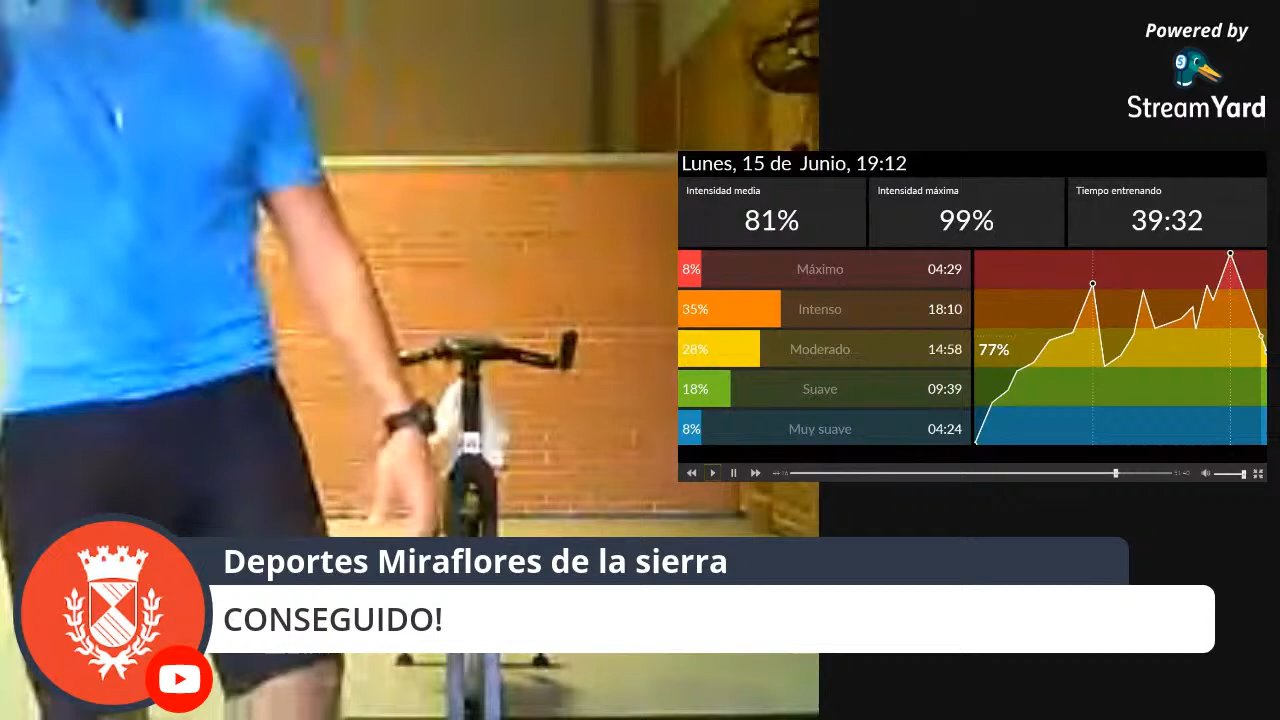 Powered by
StreamYard
Lunes, 15 de Junio, 19:12
Intensidad media
Intensidad máxima
Tiempo entrenando
81%
99%
39:32
8% Máximo 04:29
35% Intenso 18:10
28% Moderado 14:58
18% Suave 09:39
8% Muy suave 04:24
77%
Deportes Miraflores de la sierra
CONSEGUIDO!